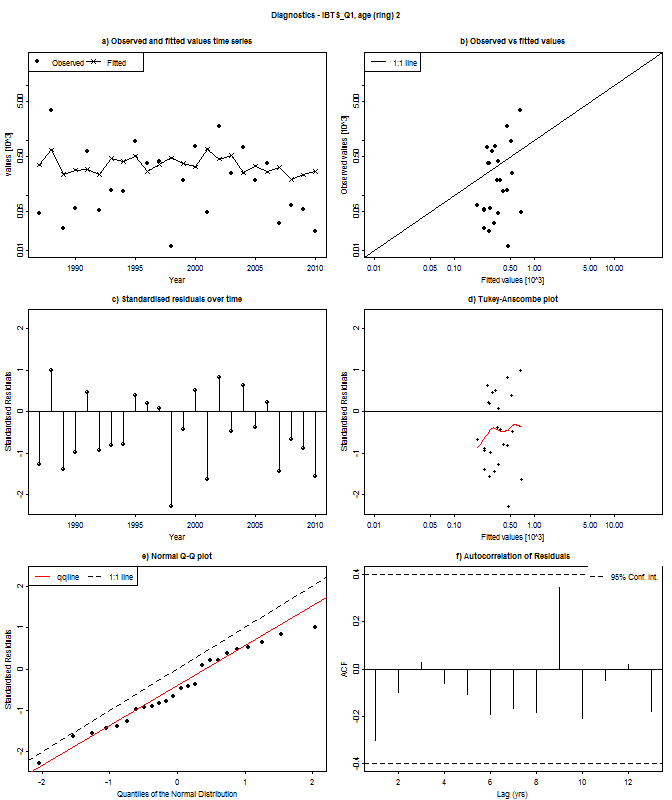 Diagnostics - IBTS_Q1, age (ring) 2
a) Observed and fitted values time series
Observed
Fitted
values [10^3]
5.00
0.50
0.05
0.01
1990
1995
2000
2005
2010
Year
b) Observed vs fitted values
1:1 line
Observed values [10^3]
5.00
0.50
0.05
0.01
0.01
0.05
0.10
0.50
1.00
5.00
10.00
Fitted values [10^3]
c) Standardised residuals over time
Standardised Residuals
2
1
0
-1
-2
1990
1995
2000
2005
2010
Year
d) Tukey-Anscombe plot
Standardised Residuals
2
1
0
-1
-2
0.01
0.05
0.10
0.50
1.00
5.00
10.00
Fitted values [10^3]
e) Normal Q-Q plot
qqline
1:1 line
Standardised Residuals
2
1
0
-1
-2
-2
-1
0
1
2
Quantiles of the Normal Distribution
f) Autocorrelation of Residuals
95% Conf. Int.
ACF
0.4
0.2
0.0
-0.2
-0.4
2
4
6
8
10
12
Lag (yrs)